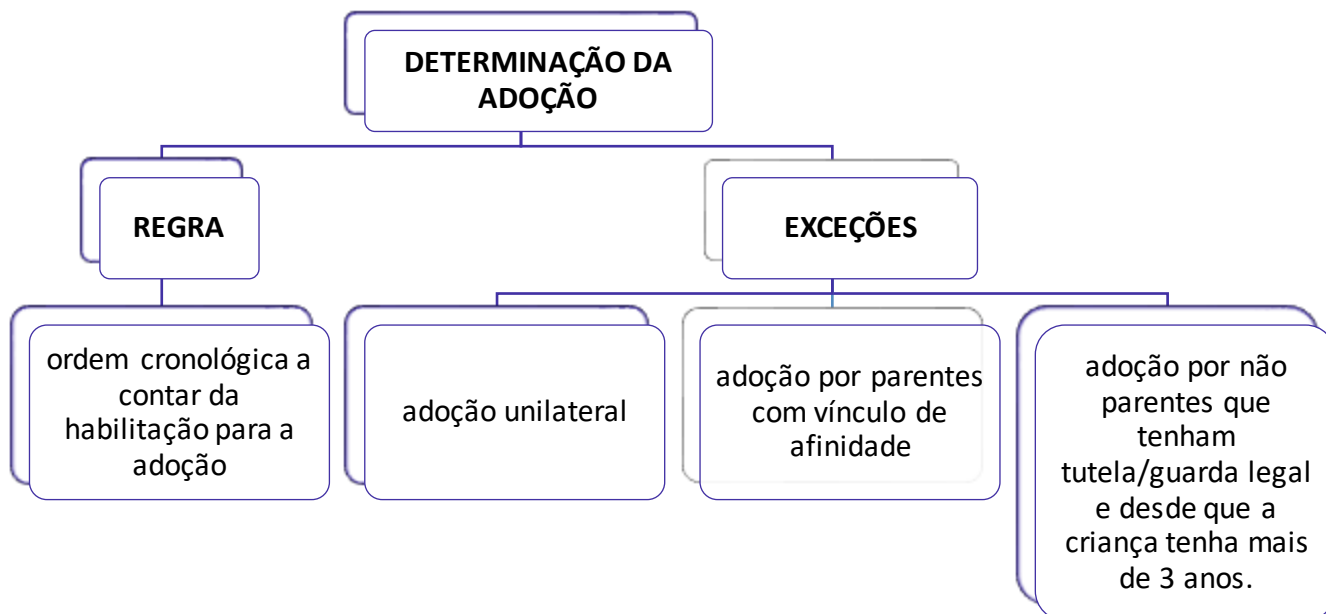 DETERMINAÇÃO DA
ADOÇÃO
REGRA
EXCEÇÕES
ordem cronológica a
contar da
habilitação para a
adoção
adoção unilateral
adoção por parentes
com vínculo de
afinidade
adoção por não
parentes que
tenham
tutela/guarda legal
e desde que a
criança tenha mais
de 3 anos.